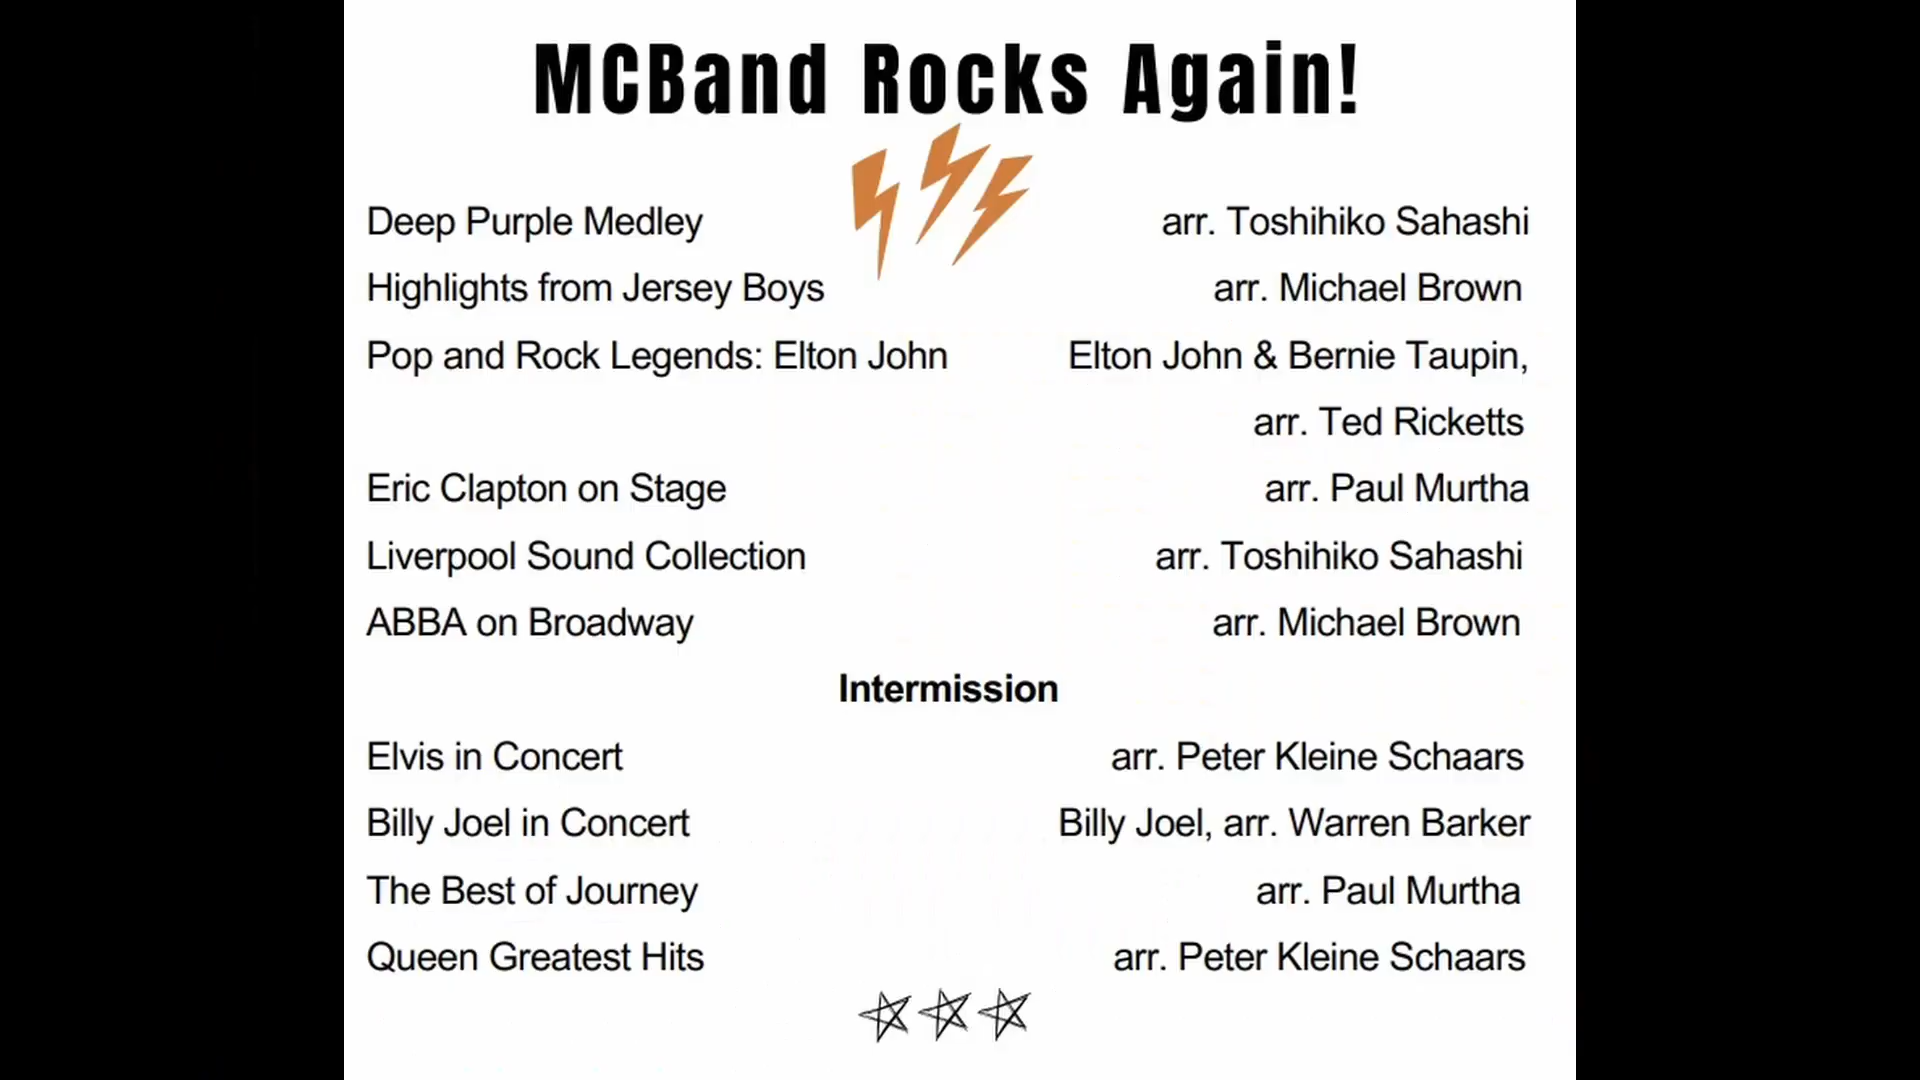 MCBand Rocks Again!
Deep Purple Medley arr. Toshihiko Sahashi
Highlights from Jersey Boys arr. Michael Brown
Pop and Rock Legends: Elton John Elton John & Bernie Taupin,
arr. Ted Ricketts
Eric Clapton on Stage arr. Paul Murtha
Liverpool Sound Collection arr. Toshihiko Sahashi
ABBA on Broadway arr. Michael Brown
Intermission
Elvis in Concert arr. Peter Kleine Schaars
Billy Joel in Concert Billy Joel, arr. Warren Barker
The Best of Journey arr. Paul Murtha
Queen Greatest Hits arr. Peter Kleine Schaars